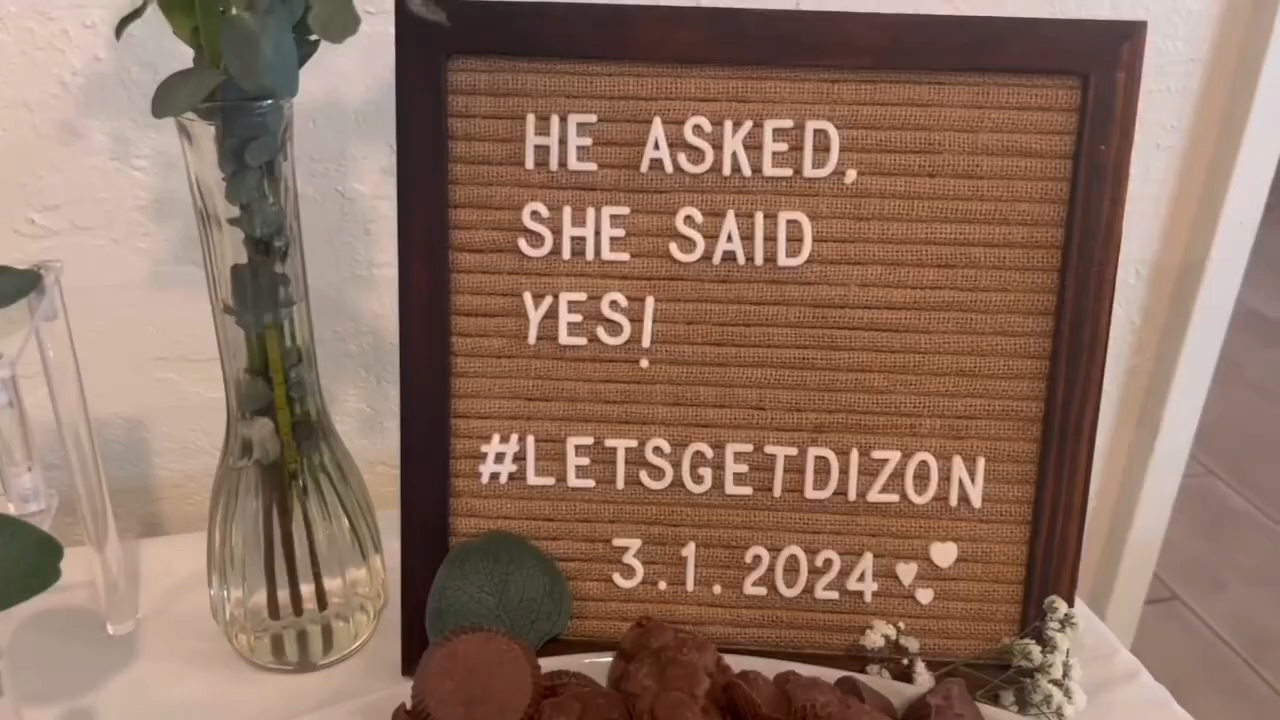 HE ASKED,
SHE SAID
YES!
#LETSGETDIZON
3.1.2024